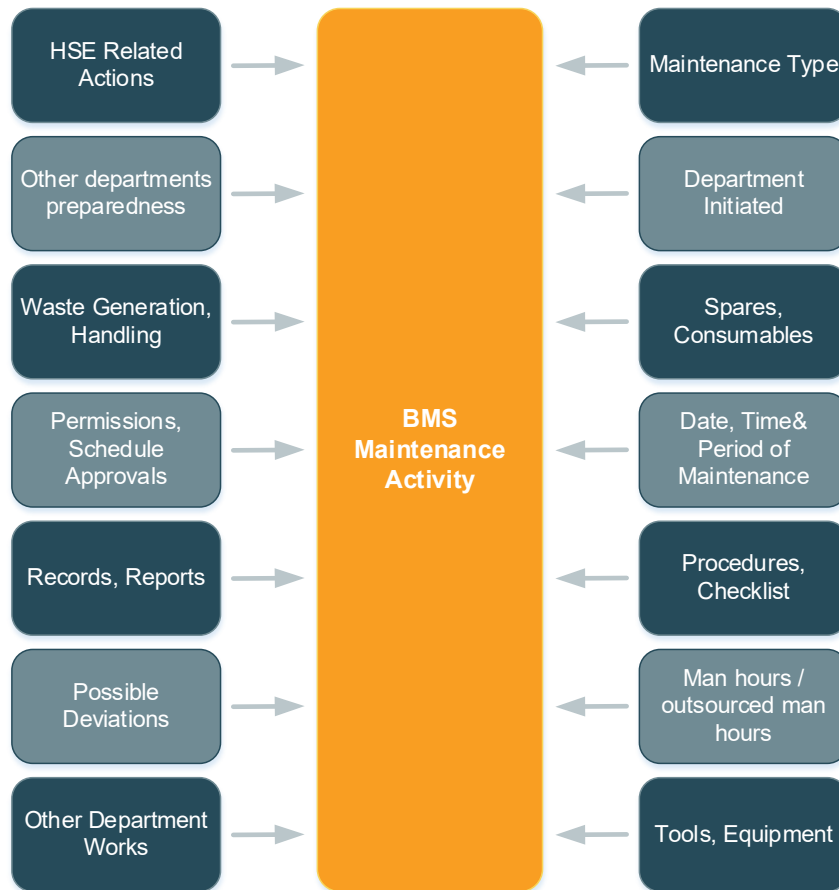 HSE Related
Actions
Other departments
preparedness
Waste Generation,
Handling
Permissions,
Schedule
Approvals
Records, Reports
Possible
Deviations
Other Department
Works
BMS
Maintenance
Activity
Maintenance Type
Department
Initiated
Spares,
Consumables
Date, Time&
Period of
Maintenance
Procedures,
Checklist
Man hours /
outsourced man
hours
Tools, Equipment